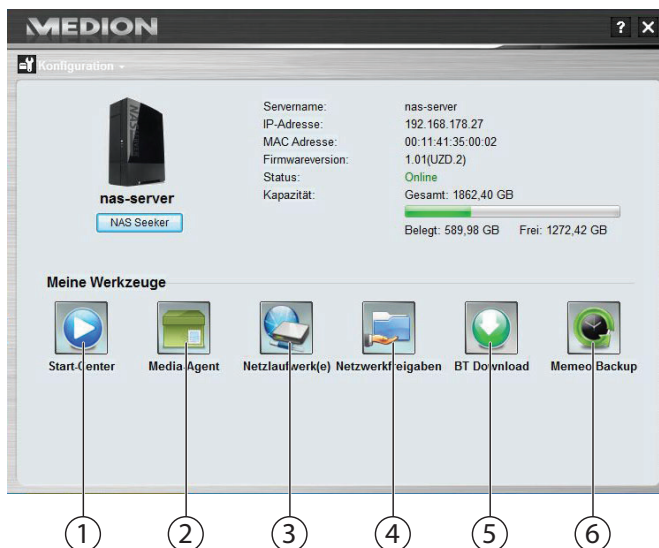 MEDION
? X
Konfiguration
Servername: nas-server
IP-Adresse: 192.168.178.27
MAC Adresse: 00:11:41:35:00:02
Firmwareversion: 1.01(UZD.2)
Status: Online
Kapazität: Gesamt: 1862,40 GB
Belegt: 589,98 GB Frei: 1272,42 GB
nas-server
NAS Seeker
Meine Werkzeuge
Start-Center Media-Agent Netzlaufwerk(e) Netzwerkfreigaben BT Download Memeo Backup
1 2 3 4 5 6